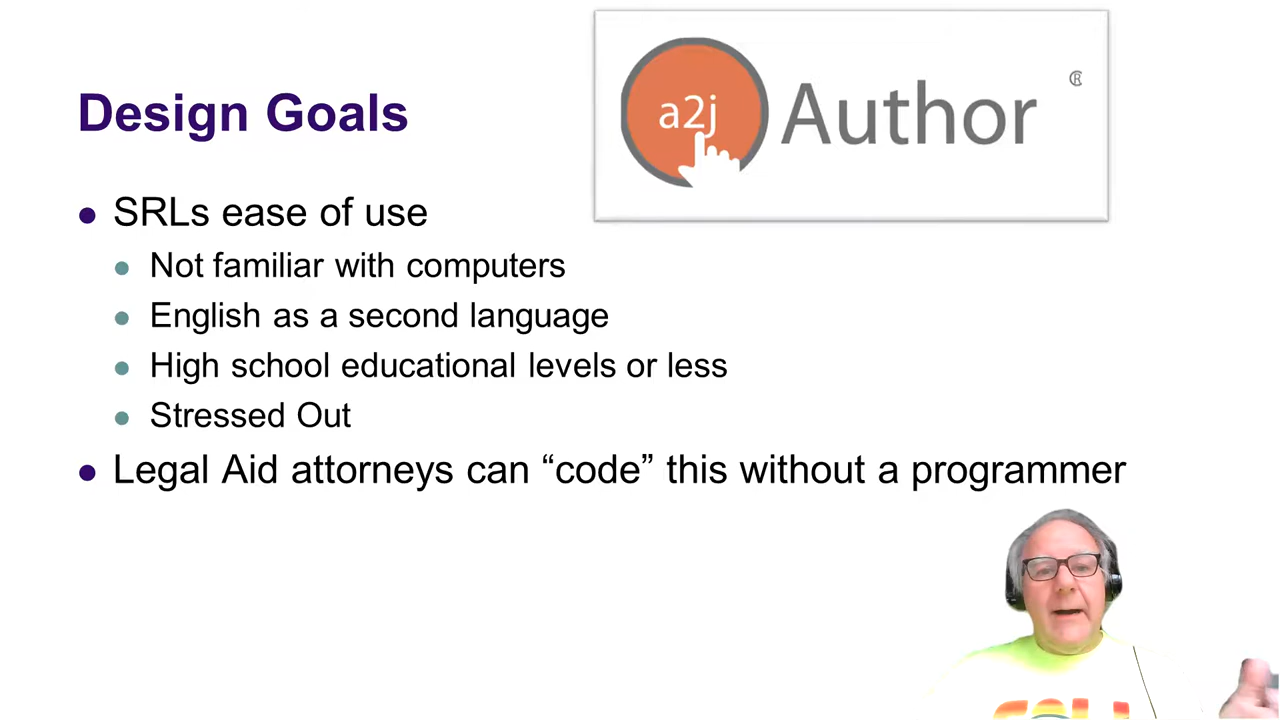 Design Goals
a2j Author ®
SRLs ease of use
Not familiar with computers
English as a second language
High school educational levels or less
Stressed Out
Legal Aid attorneys can “code” this without a programmer